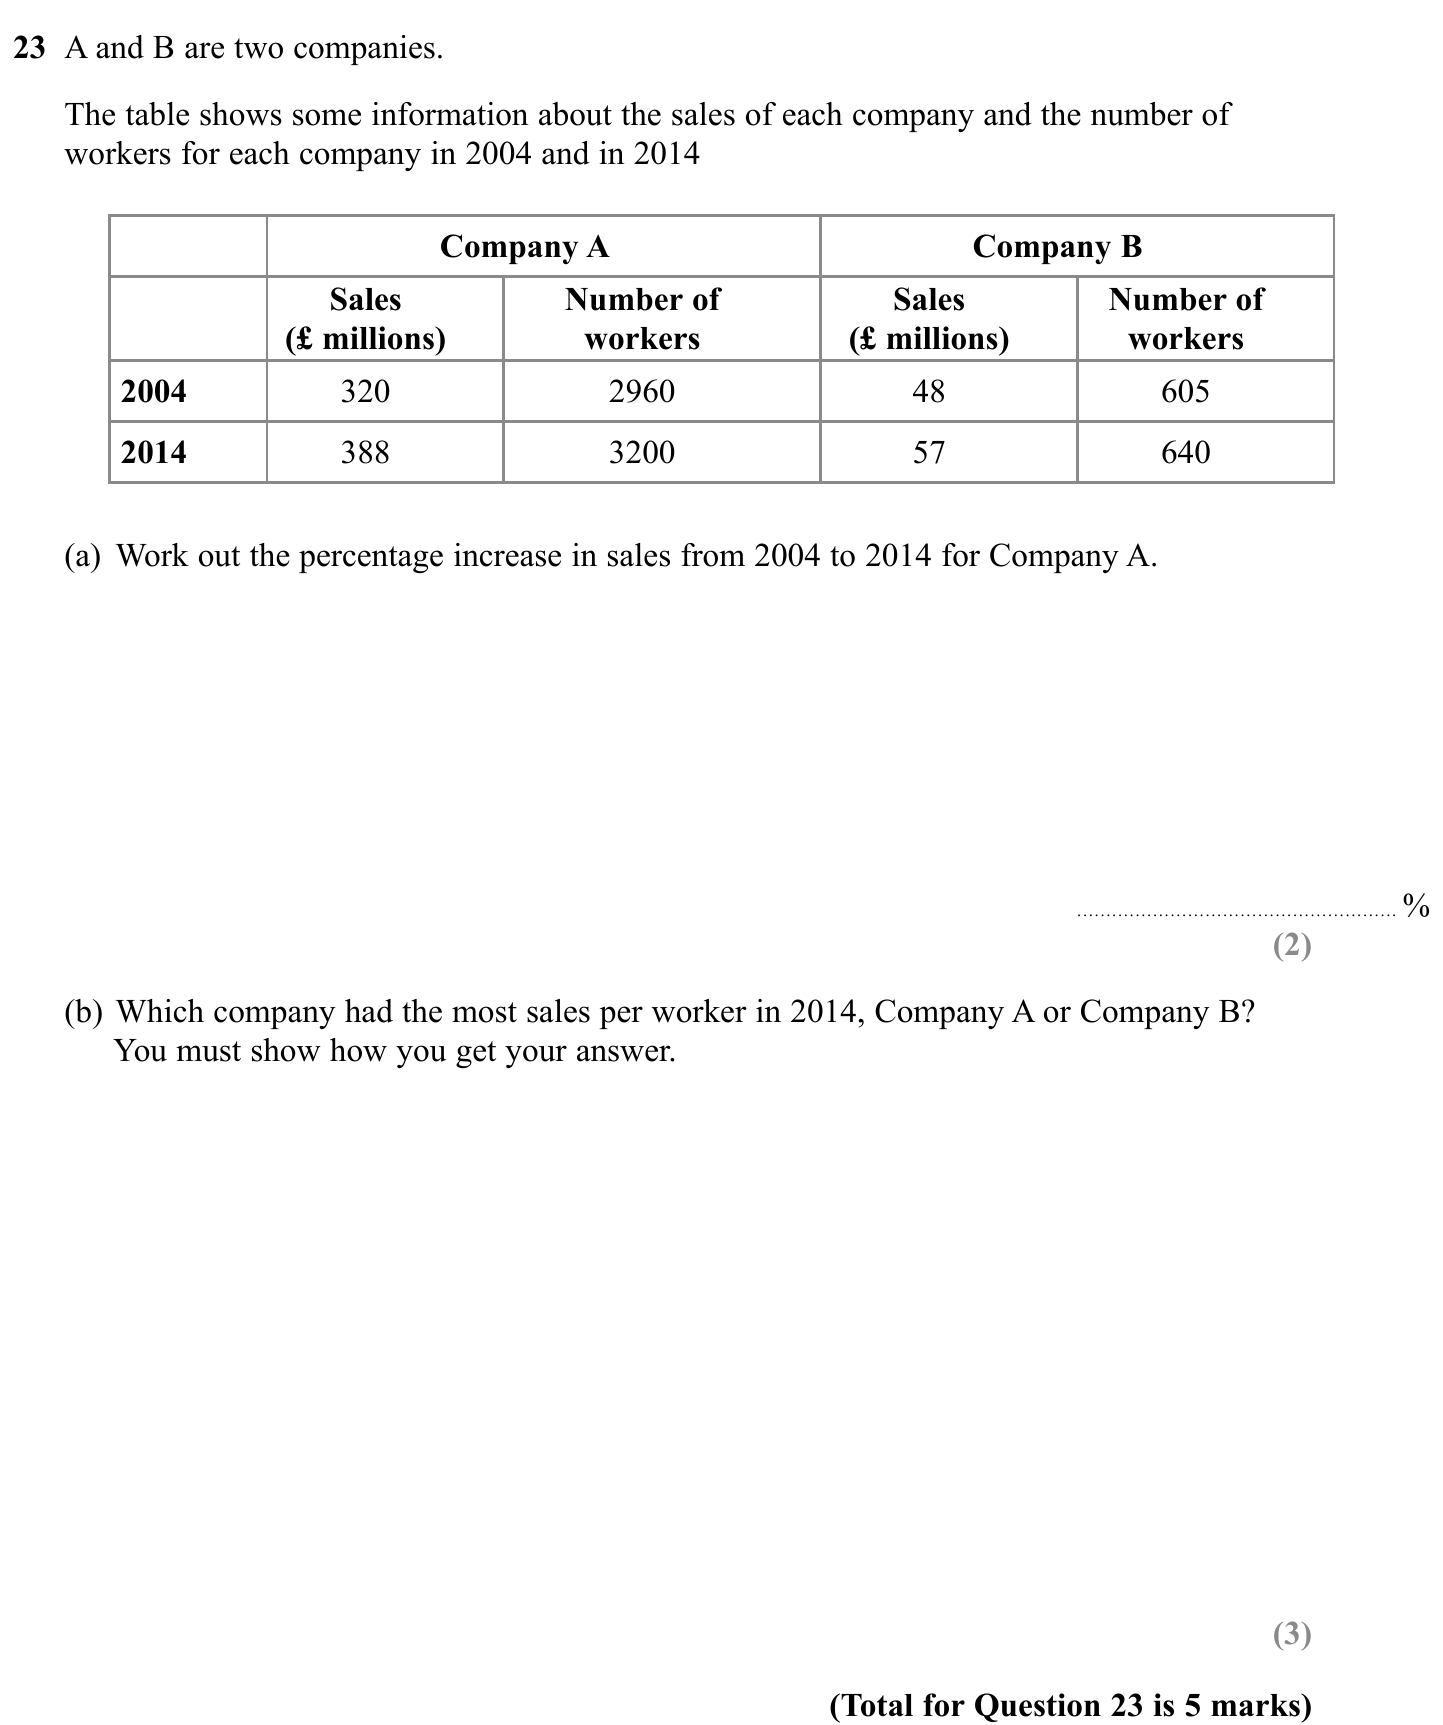 23 A and B are two companies.
The table shows some information about the sales of each company and the number of
workers for each company in 2004 and in 2014
Company A Company B
Sales Number of Sales Number of
(£ millions) workers (£ millions) workers
2004 320 2960 48 605
2014 388 3200 57 640
(a) Work out the percentage increase in sales from 2004 to 2014 for Company A.
....................................................... %
(2)
(b) Which company had the most sales per worker in 2014, Company A or Company B?
You must show how you get your answer.
(3)
(Total for Question 23 is 5 marks)